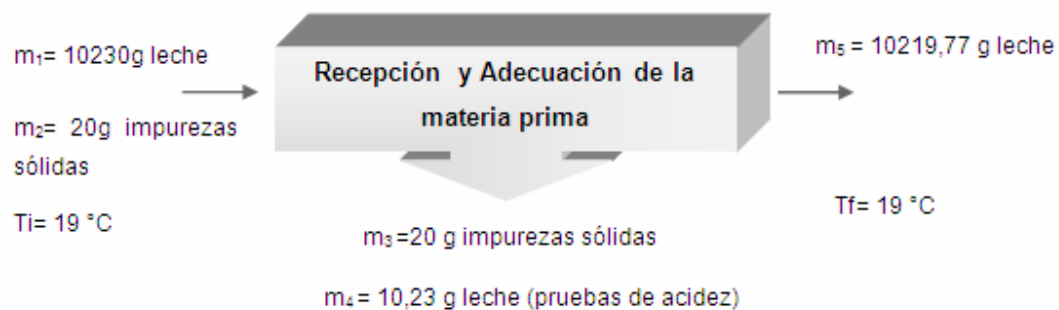 m₁= 10230g leche
m₂= 20g impurezas
sólidas
Ti= 19 °C
Recepción y Adecuación de la
materia prima
m₃ =20 g impurezas sólidas
m₄ = 10,23 g leche (pruebas de acidez)
m₅ = 10219,77 g leche
Tf= 19 °C